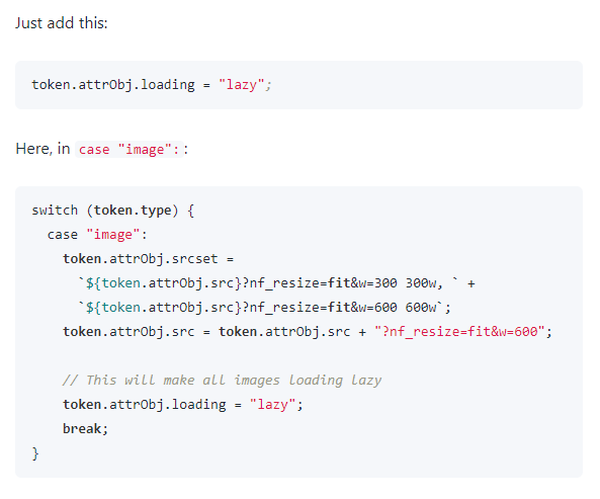 Just add this:
token.attrObj.loading = "lazy";
Here, in case "image"::
switch (token.type) {
case "image":
token.attrObj.srcset =
`${token.attrObj.src}?nf_resize=fit&w=300 300w, ` +
`${token.attrObj.src}?nf_resize=fit&w=600 600w`;
token.attrObj.src = token.attrObj.src + "?nf_resize=fit&w=600";
// This will make all images loading lazy
token.attrObj.loading = "lazy";
break;
}